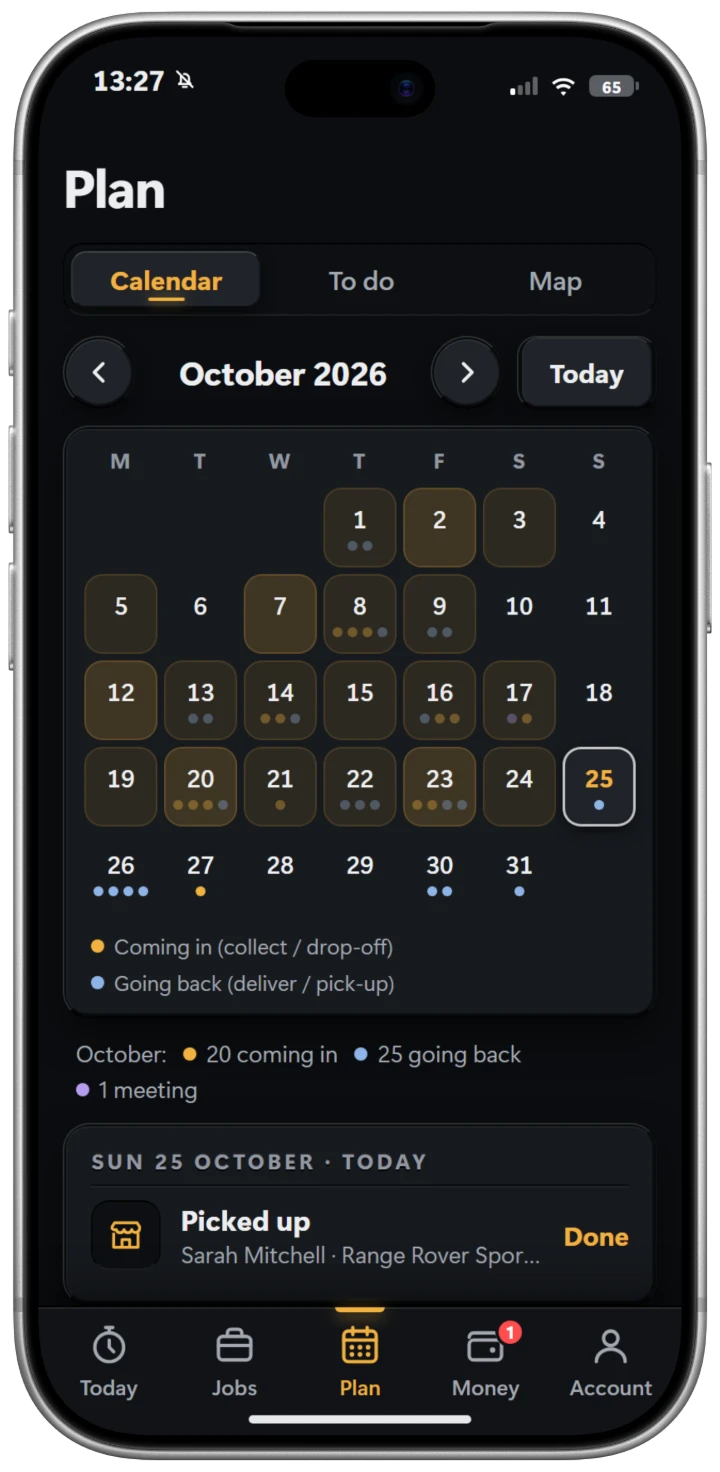 13:27
65
Plan
Calendar To do Map
October 2026 Today
M T W T F S S
1 2 3 4
5 6 7 8 9 10 11
12 13 14 15 16 17 18
19 20 21 22 23 24 25
26 27 28 29 30 31
Coming in (collect / drop-off)
Going back (deliver / pick-up)
October: 20 coming in 25 going back
1 meeting
SUN 25 OCTOBER · TODAY
Picked up
Sarah Mitchell · Range Rover Spor...
Done
1
Today Jobs Plan Money Account